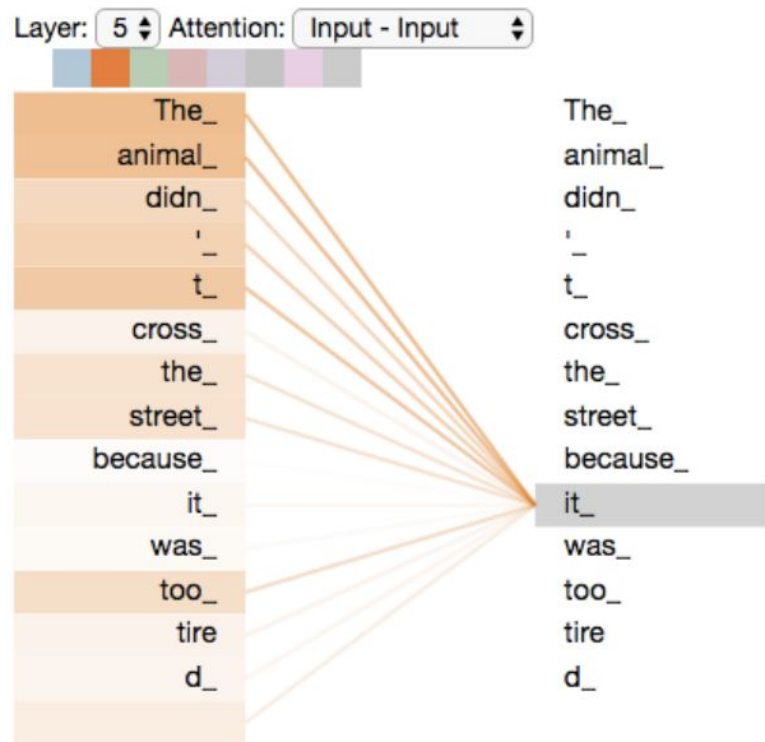 Layer: 5 Attention: Input - Input
The_ The_
animal_ animal_
didn_ didn_
'_ '_
t_ t_
cross_ cross_
the_ the_
street_ street_
because_ because_
it_ it_
was_ was_
too_ too_
tire tire
d_ d_